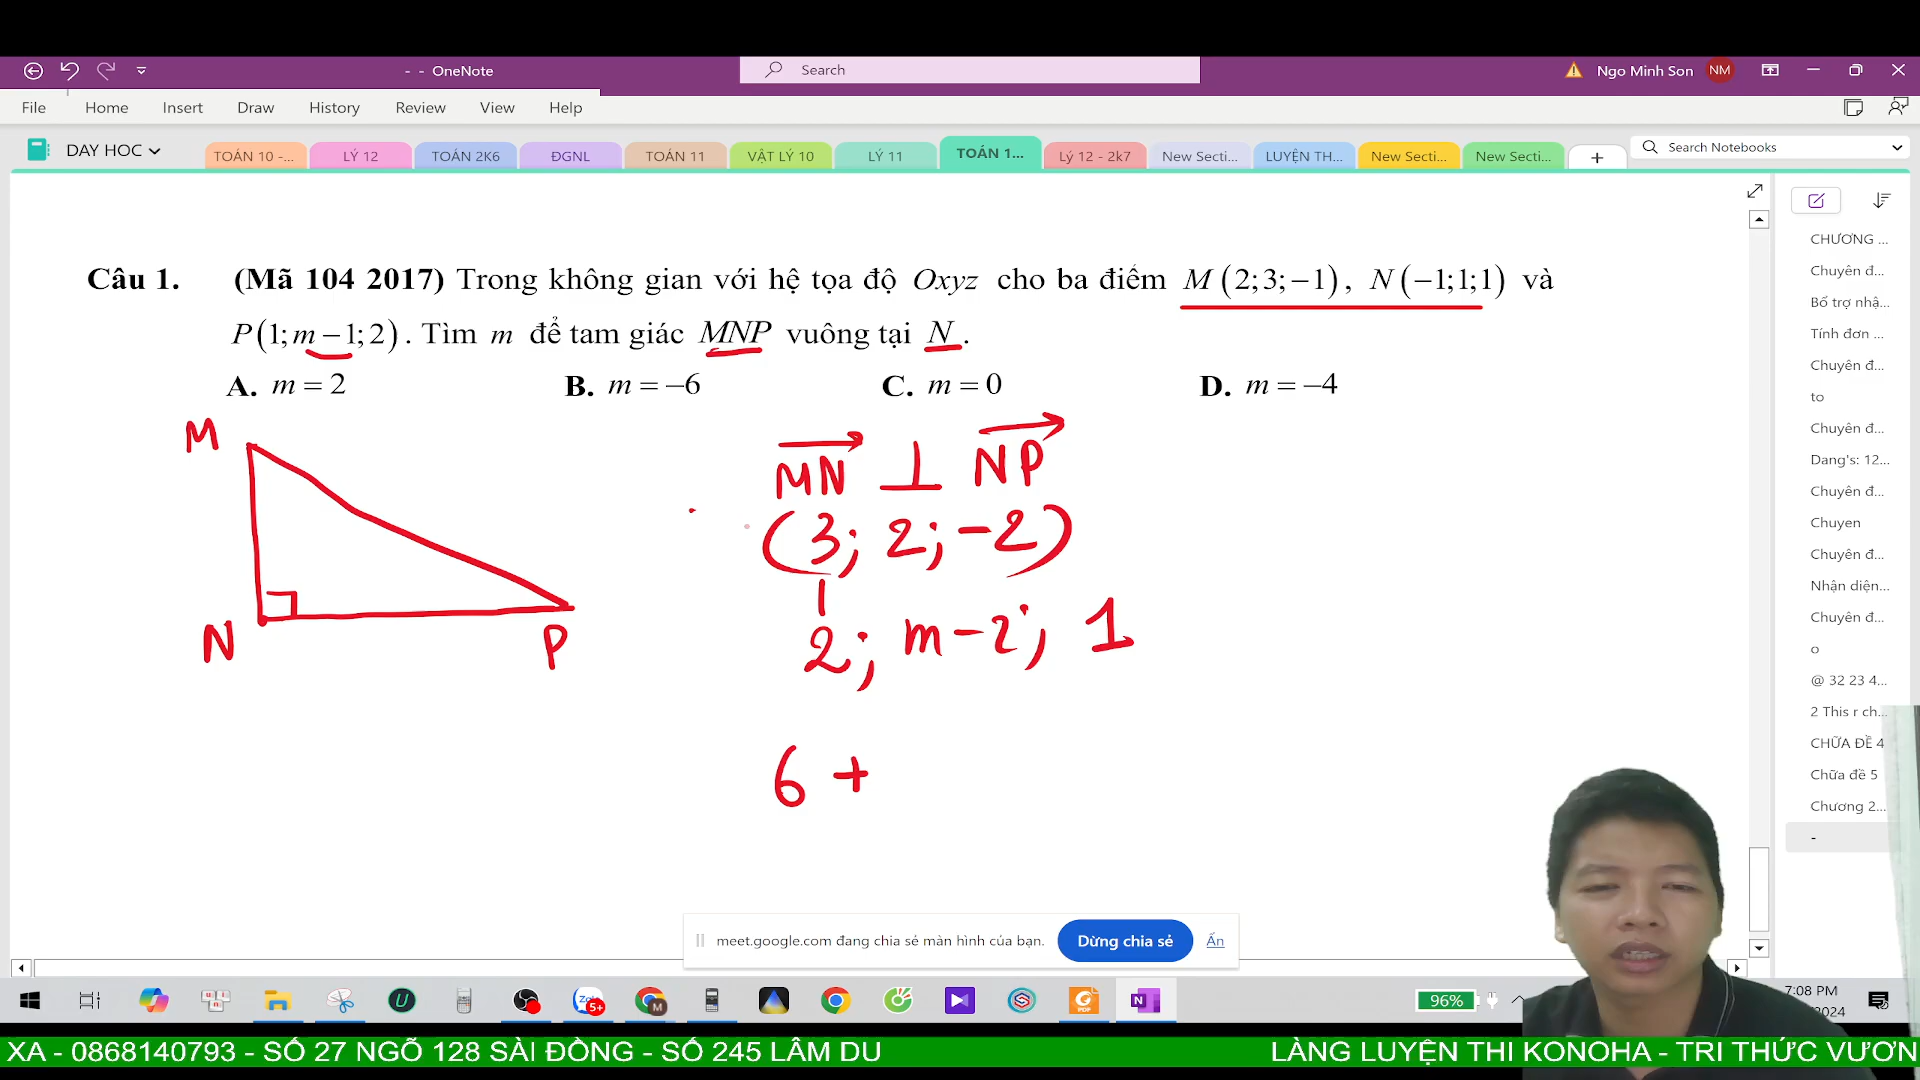 - - OneNote
Search
Ngo Minh Son NM
File Home Insert Draw History Review View Help
DAY HOC
TOÁN 10 -... LÝ 12 TOÁN 2K6 ĐGNL TOÁN 11 VẬT LÝ 10 LÝ 11 TOÁN 1... Lý 12 - 2k7 New Secti... LUYỆN TH... New Secti... New Secti... +
Search Notebooks
Câu 1. (Mã 104 2017) Trong không gian với hệ tọa độ Oxyz cho ba điểm M(2;3;−1), N(−1;1;1) và
P(1;m−1;2). Tìm m để tam giác MNP vuông tại N.
A. m = 2 B. m = −6 C. m = 0 D. m = −4
M
N
P
MN ⊥ NP
(3; 2; -2)
2; m-2; 1
6 +
CHƯƠNG ...
Chuyên đ...
Bổ trợ nhậ...
Tính đơn ...
Chuyên đ...
to
Chuyên đ...
Dang's: 12...
Chuyên đ...
Chuyen
Chuyên đ...
Nhận diện...
Chuyên đ...
o
@ 32 23 4...
2 This r ch...
CHỮA ĐỀ 4
Chữa đề 5
Chương 2...
-
meet.google.com đang chia sẻ màn hình của bạn. Dừng chia sẻ Ẩn
96%
7:08 PM
2024
XA - 0868140793 - SỐ 27 NGÕ 128 SÀI ĐỒNG - SỐ 245 LÂM DU
LÀNG LUYỆN THI KONOHA - TRI THỨC VƯƠN